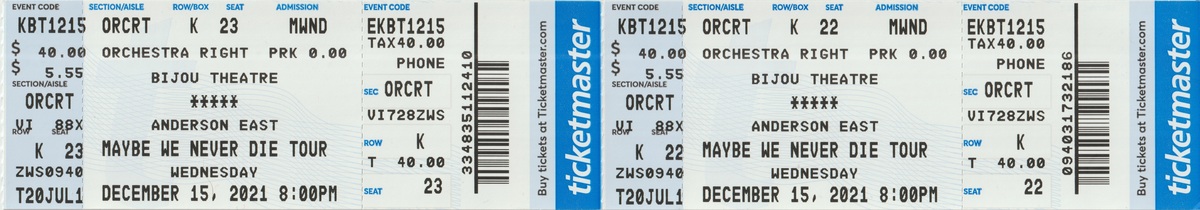 EVENT CODE SECTION/AISLE ROW/BOX SEAT ADMISSION EVENT CODE
KBT1215 ORCRT K 23 MWND EKBT1215
$ 40.00 ORCHESTRA RIGHT PRK 0.00 TAX40.00
$ 5.55 BIJOU THEATRE PHONE
SECTION/AISLE
ORCRT ***** SEC ORCRT
VI 88X ANDERSON EAST VI728ZWS
ROW SEAT
K 23 MAYBE WE NEVER DIE TOUR ROW K
ZWS0940 WEDNESDAY T 40.00
T20JUL1 DECEMBER 15, 2021 8:00PM SEAT 23
334835112410
Buy tickets at Ticketmaster.com
ticketmaster
EVENT CODE SECTION/AISLE ROW/BOX SEAT ADMISSION EVENT CODE
KBT1215 ORCRT K 22 MWND EKBT1215
$ 40.00 ORCHESTRA RIGHT PRK 0.00 TAX40.00
$ 5.55 BIJOU THEATRE PHONE
SECTION/AISLE
ORCRT ***** SEC ORCRT
VI 88X ANDERSON EAST VI728ZWS
ROW SEAT
K 22 MAYBE WE NEVER DIE TOUR ROW K
ZWS0940 WEDNESDAY T 40.00
T20JUL1 DECEMBER 15, 2021 8:00PM SEAT 22
094031732186
Buy tickets at Ticketmaster.com
ticketmaster